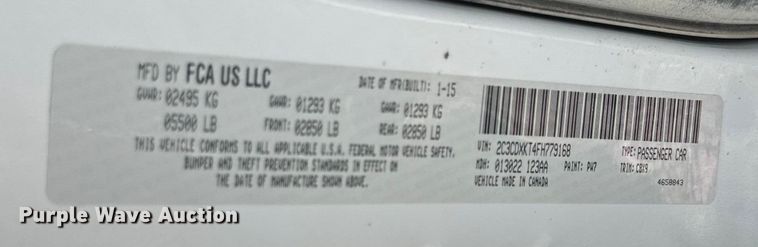 MFD BY FCA US LLC
DATE OF MFR(BUILT): 1-15
GVWR: 02495 KG
GAWR: 01293 KG
GAWR: 01293 KG
05500 LB
FRONT: 02850 LB
REAR: 02850 LB
THIS VEHICLE CONFORMS TO ALL APPLICABLE U.S.A. FEDERAL MOTOR VEHICLE SAFETY,
BUMPER AND THEFT PREVENTION STANDARDS IN EFFECT ON
THE DATE OF MANUFACTURE SHOWN ABOVE.
VIN: 2C3CDXKT4FH779168
TYPE: PASSENGER CAR
MDH: 013022 123AA
PAINT: PW7
TRIM: CBX9
VEHICLE MADE IN CANADA
4658843
Purple Wave Auction